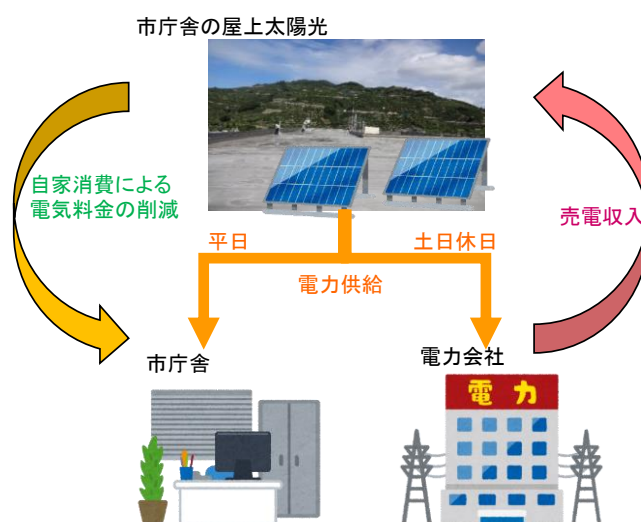 市庁舎の屋上太陽光
自家消費による
電気料金の削減
売電収入
平日
土日休日
電力供給
市庁舎
電力会社
電力